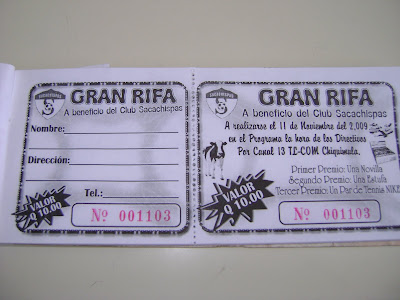 SACACHISPAS
GRAN RIFA
A beneficio del Club Sacachispas
Nombre:
Dirección:
Tel.:
VALOR
Q 10.00
Nº 001103
GRAN RIFA
A beneficio del Club Sacachispas
A realizarse el 11 de Noviembre del 2,009
en el Programa la hora de los Directivos
Por Canal 13 TL-COM Chiquimula.
Primer Premio: Una Novilla
Segundo Premio: Una Estufa
Tercer Premio: Un Par de Tennis NIKE
VALOR
Q 10.00
Nº 001103